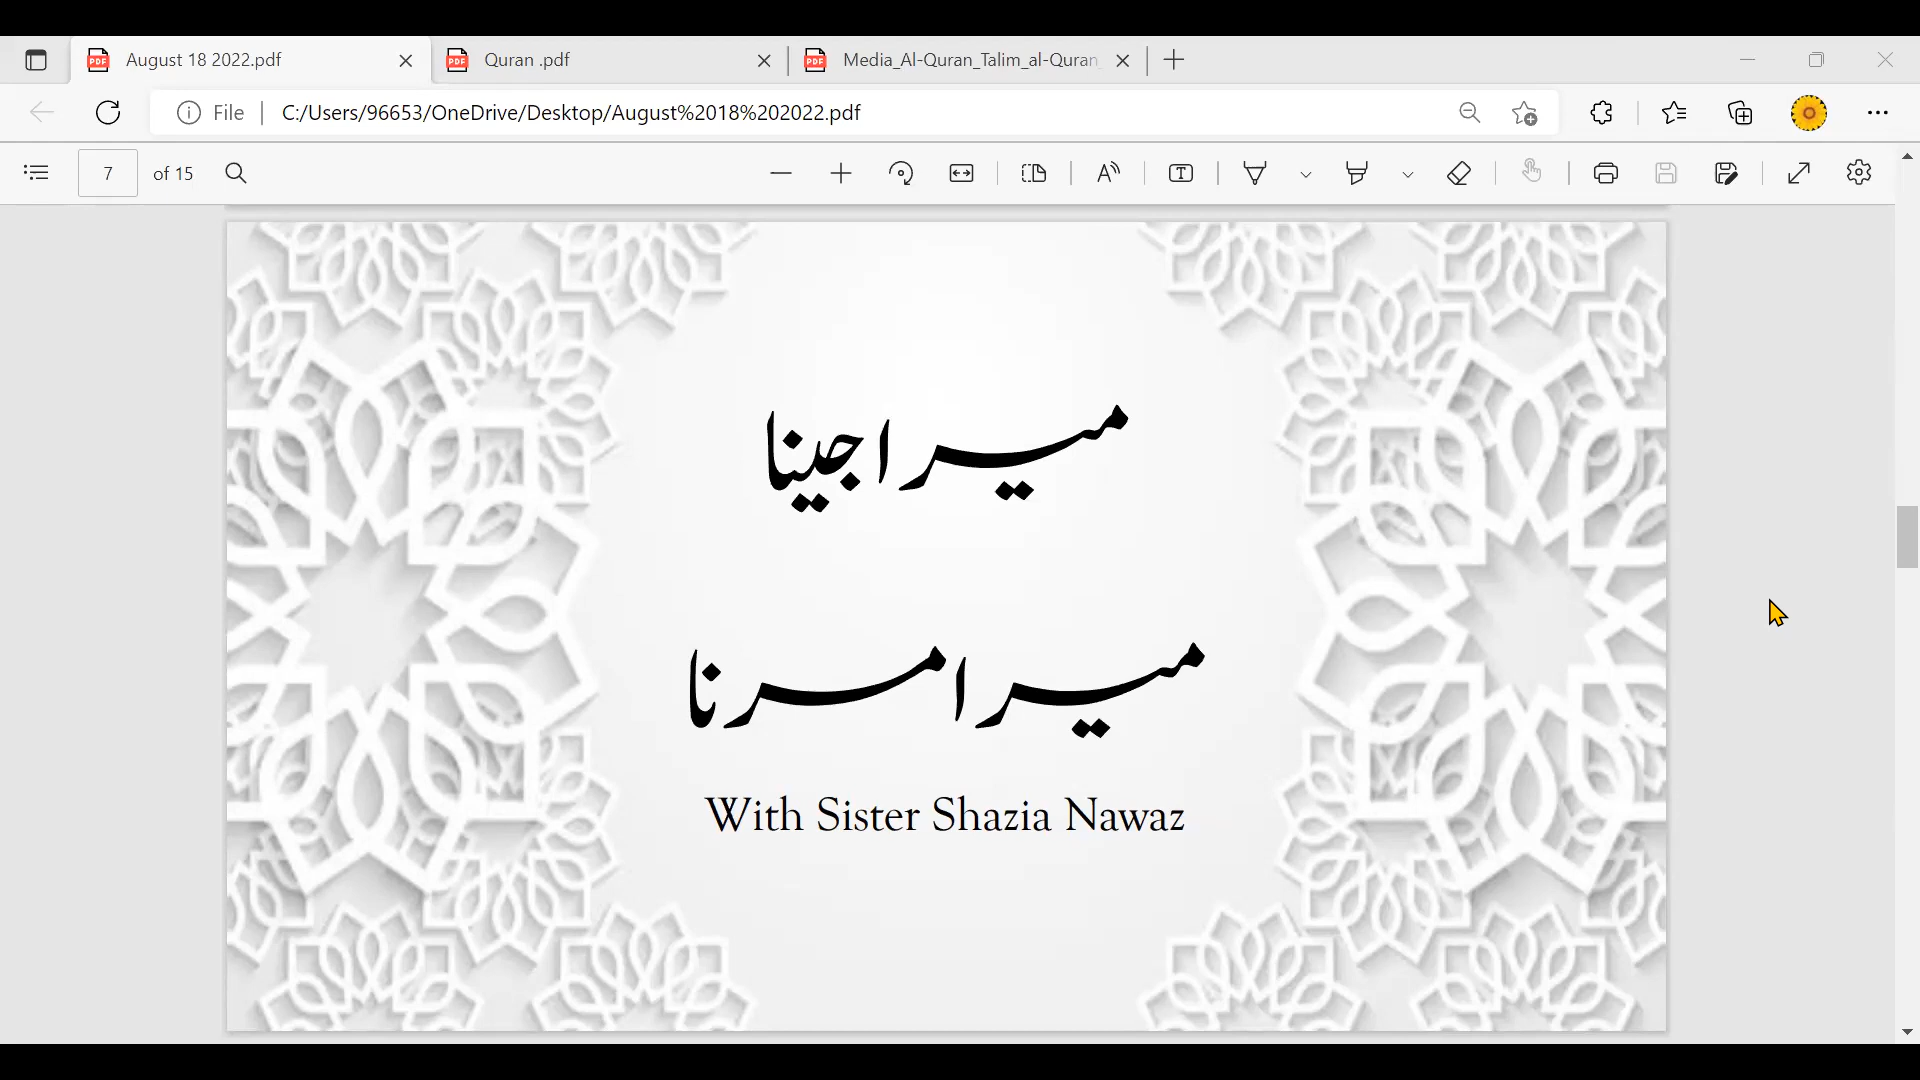 August 18 2022.pdf
Quran .pdf
Media_Al-Quran_Talim_al-Quran
File
C:/Users/96653/OneDrive/Desktop/August%2018%202022.pdf
7 of 15
میرا جینا
میرا مرنا
With Sister Shazia Nawaz